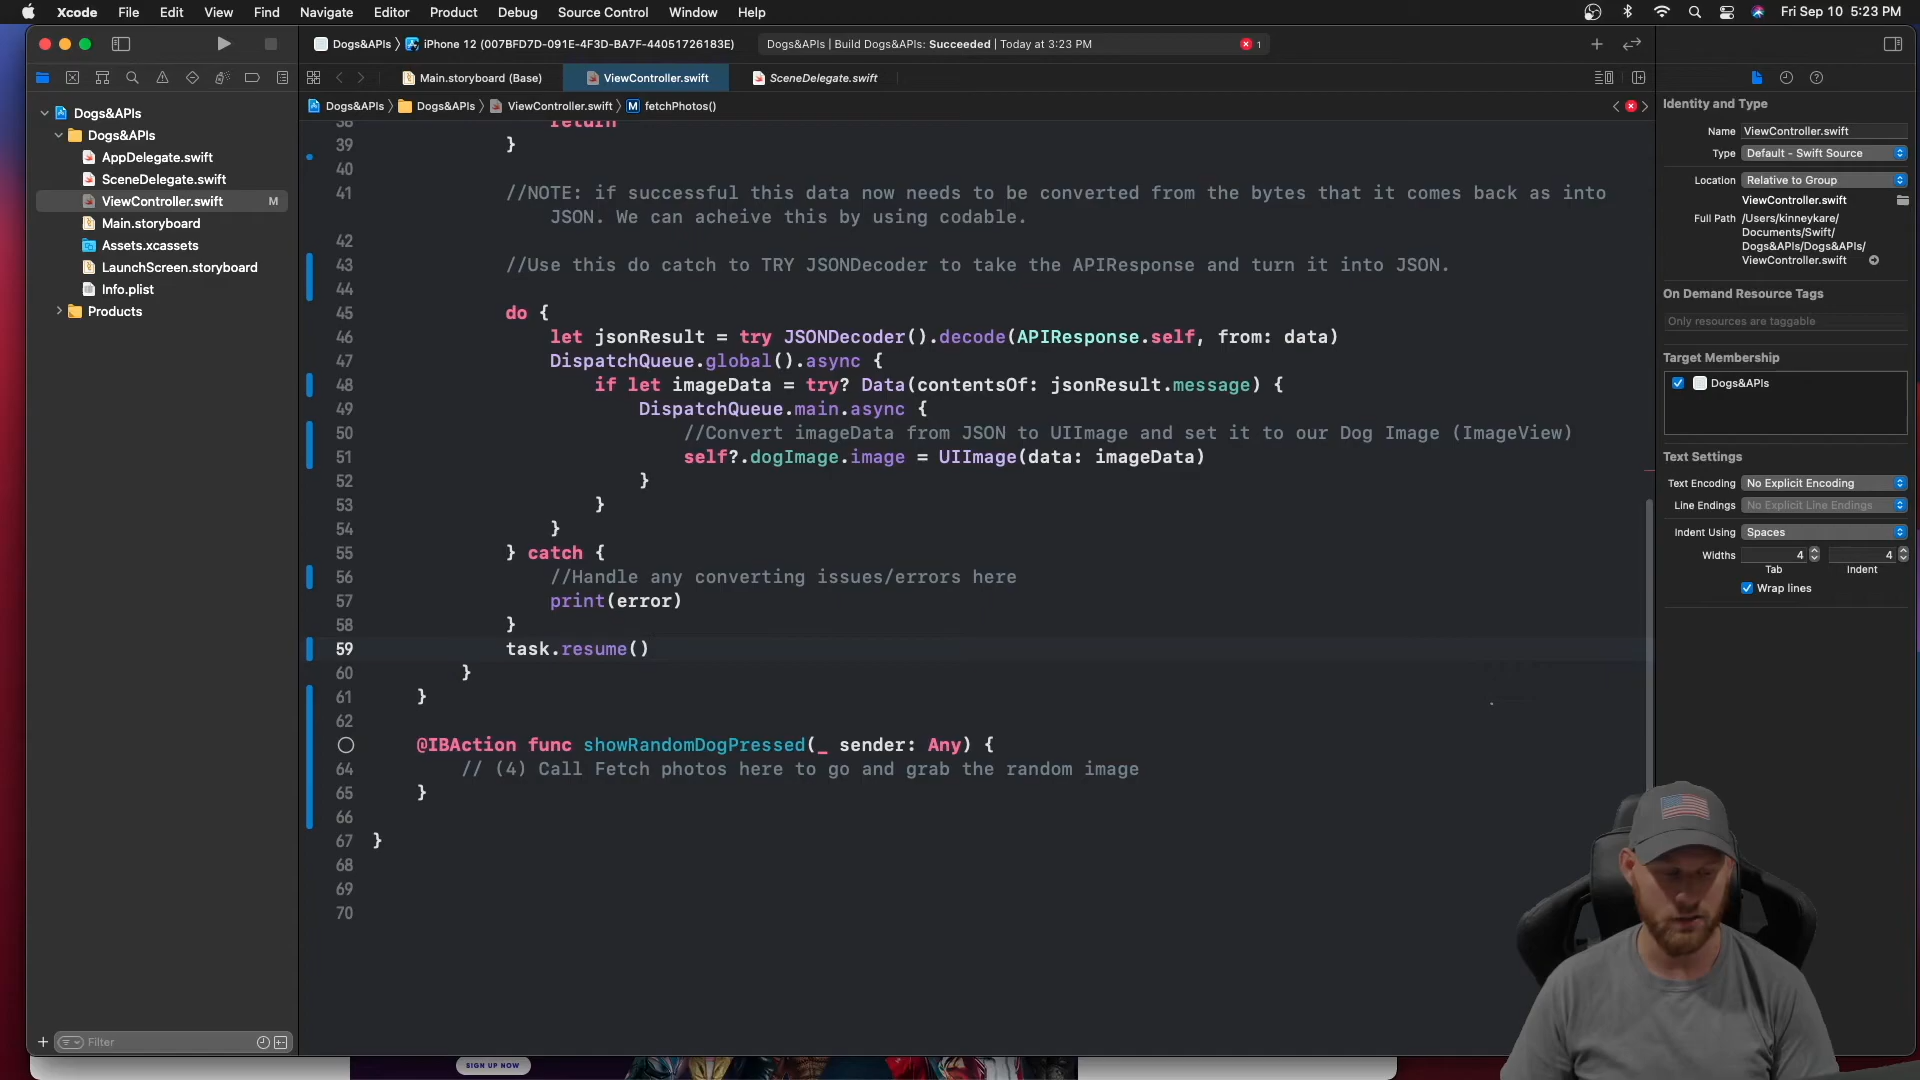 Xcode File Edit View Find Navigate Editor Product Debug Source Control Window Help Fri Sep 10 5:23 PM
Dogs&APIs iPhone 12 (007BFD7D-091E-4F3D-BA7F-44051726183E) Dogs&APIs | Build Dogs&APIs: Succeeded | Today at 3:23 PM 1
Main.storyboard (Base) ViewController.swift SceneDelegate.swift
Dogs&APIs Dogs&APIs ViewController.swift M fetchPhotos()
Dogs&APIs
Dogs&APIs
AppDelegate.swift
SceneDelegate.swift
ViewController.swift M
Main.storyboard
Assets.xcassets
LaunchScreen.storyboard
Info.plist
Products
Filter
38 return
39 }
40
41 //NOTE: if successful this data now needs to be converted from the bytes that it comes back as into
JSON. We can acheive this by using codable.
42
43 //Use this do catch to TRY JSONDecoder to take the APIResponse and turn it into JSON.
44
45 do {
46 let jsonResult = try JSONDecoder().decode(APIResponse.self, from: data)
47 DispatchQueue.global().async {
48 if let imageData = try? Data(contentsOf: jsonResult.message) {
49 DispatchQueue.main.async {
50 //Convert imageData from JSON to UIImage and set it to our Dog Image (ImageView)
51 self?.dogImage.image = UIImage(data: imageData)
52 }
53 }
54 }
55 } catch {
56 //Handle any converting issues/errors here
57 print(error)
58 }
59 task.resume()
60 }
61 }
62
@IBAction func showRandomDogPressed(_ sender: Any) {
64 // (4) Call Fetch photos here to go and grab the random image
65 }
66
67 }
68
69
70
Identity and Type
Name ViewController.swift
Type Default - Swift Source
Location Relative to Group
ViewController.swift
Full Path /Users/kinneykare/
Documents/Swift/
Dogs&APIs/Dogs&APIs/
ViewController.swift
On Demand Resource Tags
Only resources are taggable
Target Membership
Dogs&APIs
Text Settings
Text Encoding No Explicit Encoding
Line Endings No Explicit Line Endings
Indent Using Spaces
Widths 4 4
Tab Indent
Wrap lines
SIGN UP NOW